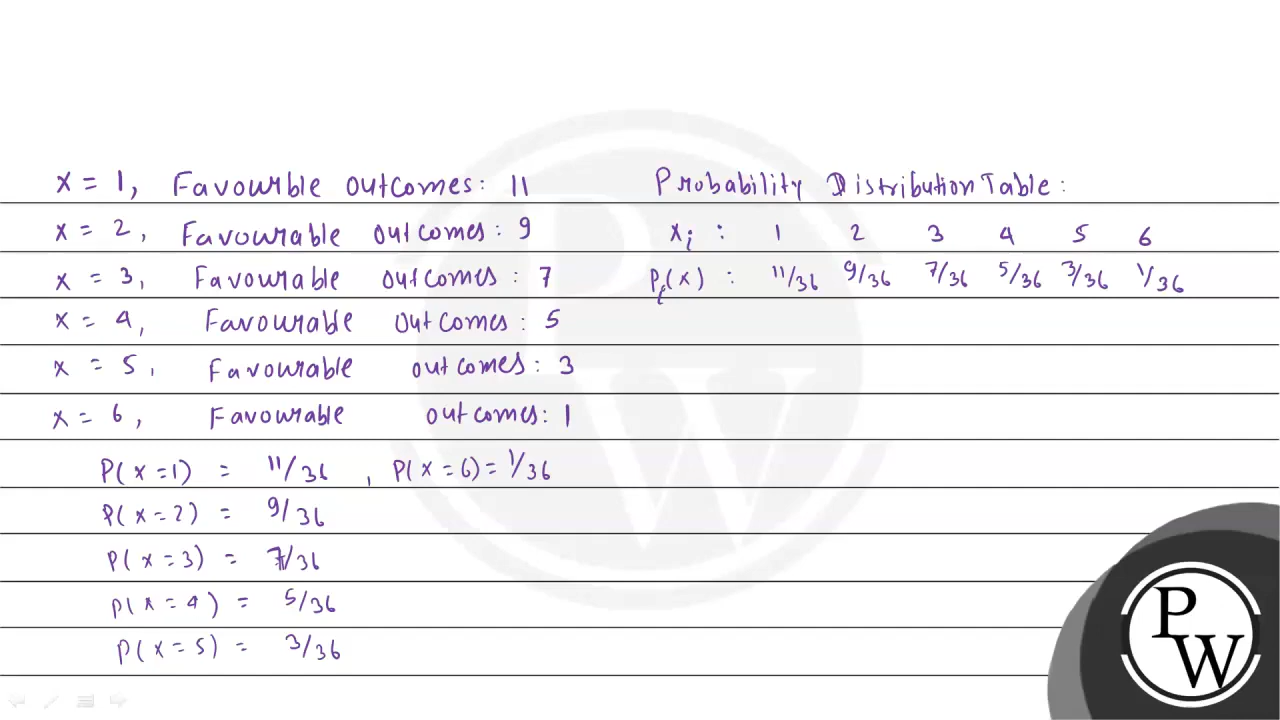 x = 1, Favourble outcomes: 11
x = 2, Favourable outcomes: 9
x = 3, Favourable outcomes: 7
x = 4, Favourable outcomes: 5
x = 5, Favourable outcomes: 3
x = 6, Favourable outcomes: 1
P(x=1) = 11/36, P(x=6) = 1/36
P(x=2) = 9/36
P(x=3) = 7/36
P(x=4) = 5/36
P(x=5) = 3/36
Probability Distribution Table:
xi : 1 2 3 4 5 6
Pi(x) : 11/36 9/36 7/36 5/36 3/36 1/36
P
W
P
W